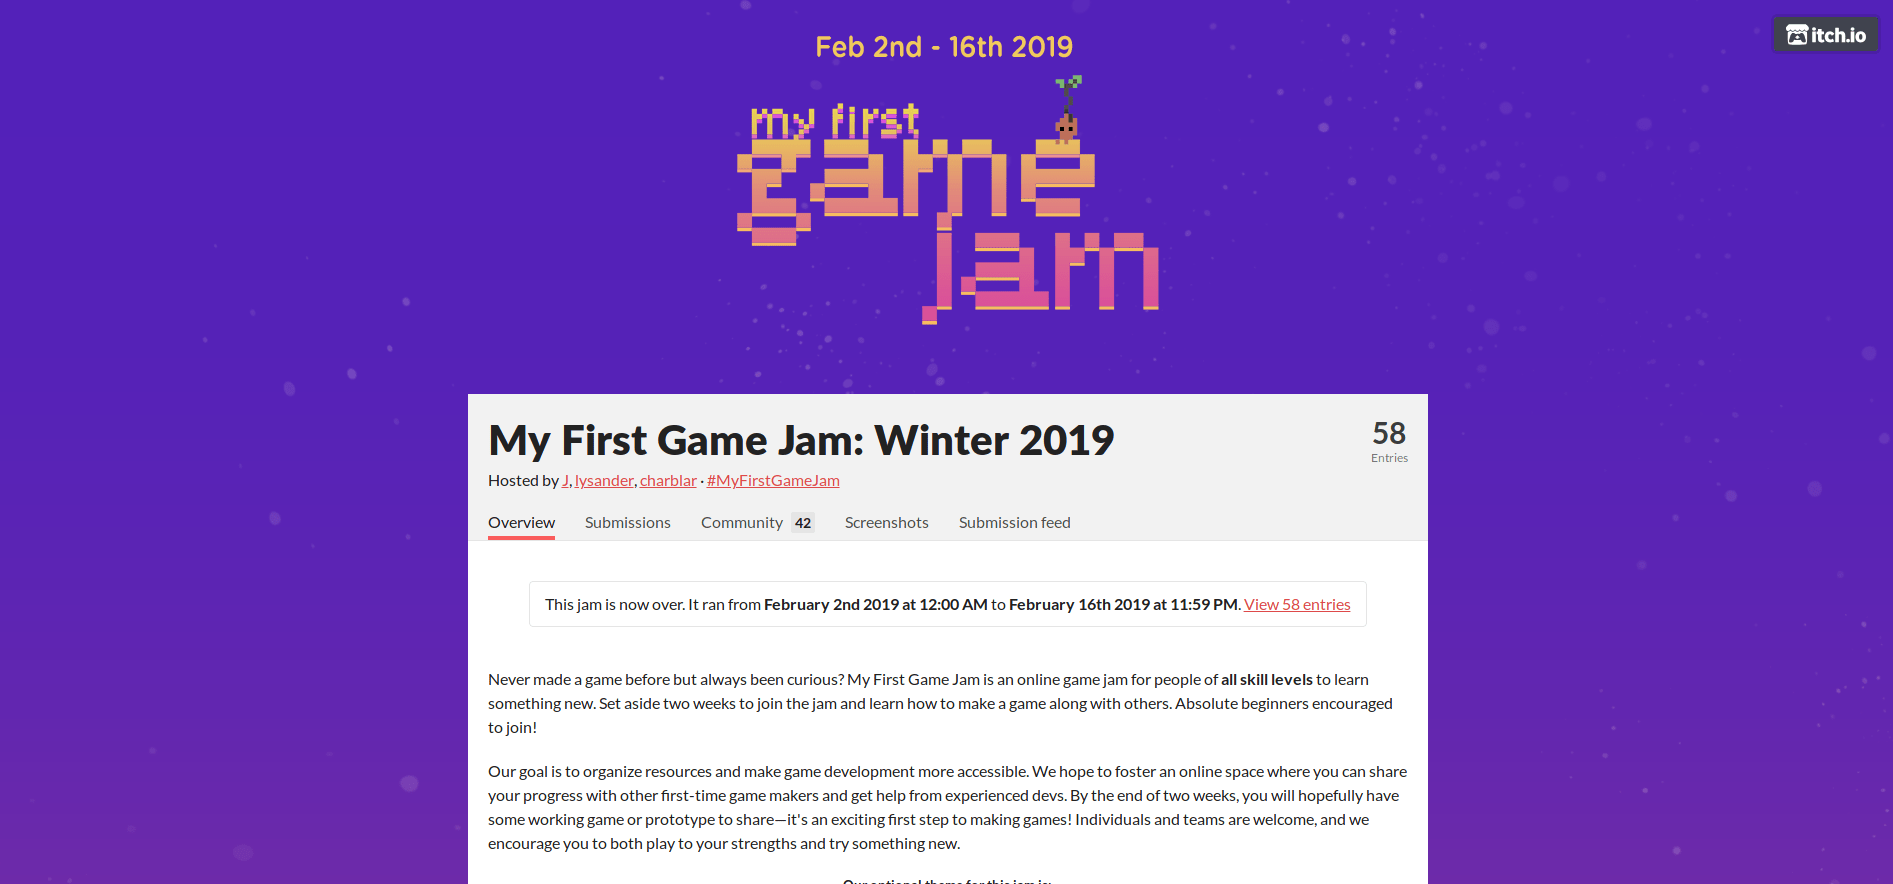 Feb 2nd - 16th 2019
itch.io
my first
game
jam
My First Game Jam: Winter 2019
58
Entries
Hosted by J, lysander, charblar · #MyFirstGameJam
Overview Submissions Community 42 Screenshots Submission feed
This jam is now over. It ran from February 2nd 2019 at 12:00 AM to February 16th 2019 at 11:59 PM. View 58 entries
Never made a game before but always been curious? My First Game Jam is an online game jam for people of all skill levels to learn
something new. Set aside two weeks to join the jam and learn how to make a game along with others. Absolute beginners encouraged
to join!
Our goal is to organize resources and make game development more accessible. We hope to foster an online space where you can share
your progress with other first-time game makers and get help from experienced devs. By the end of two weeks, you will hopefully have
some working game or prototype to share—it's an exciting first step to making games! Individuals and teams are welcome, and we
encourage you to both play to your strengths and try something new.
Our optional theme for this jam is: